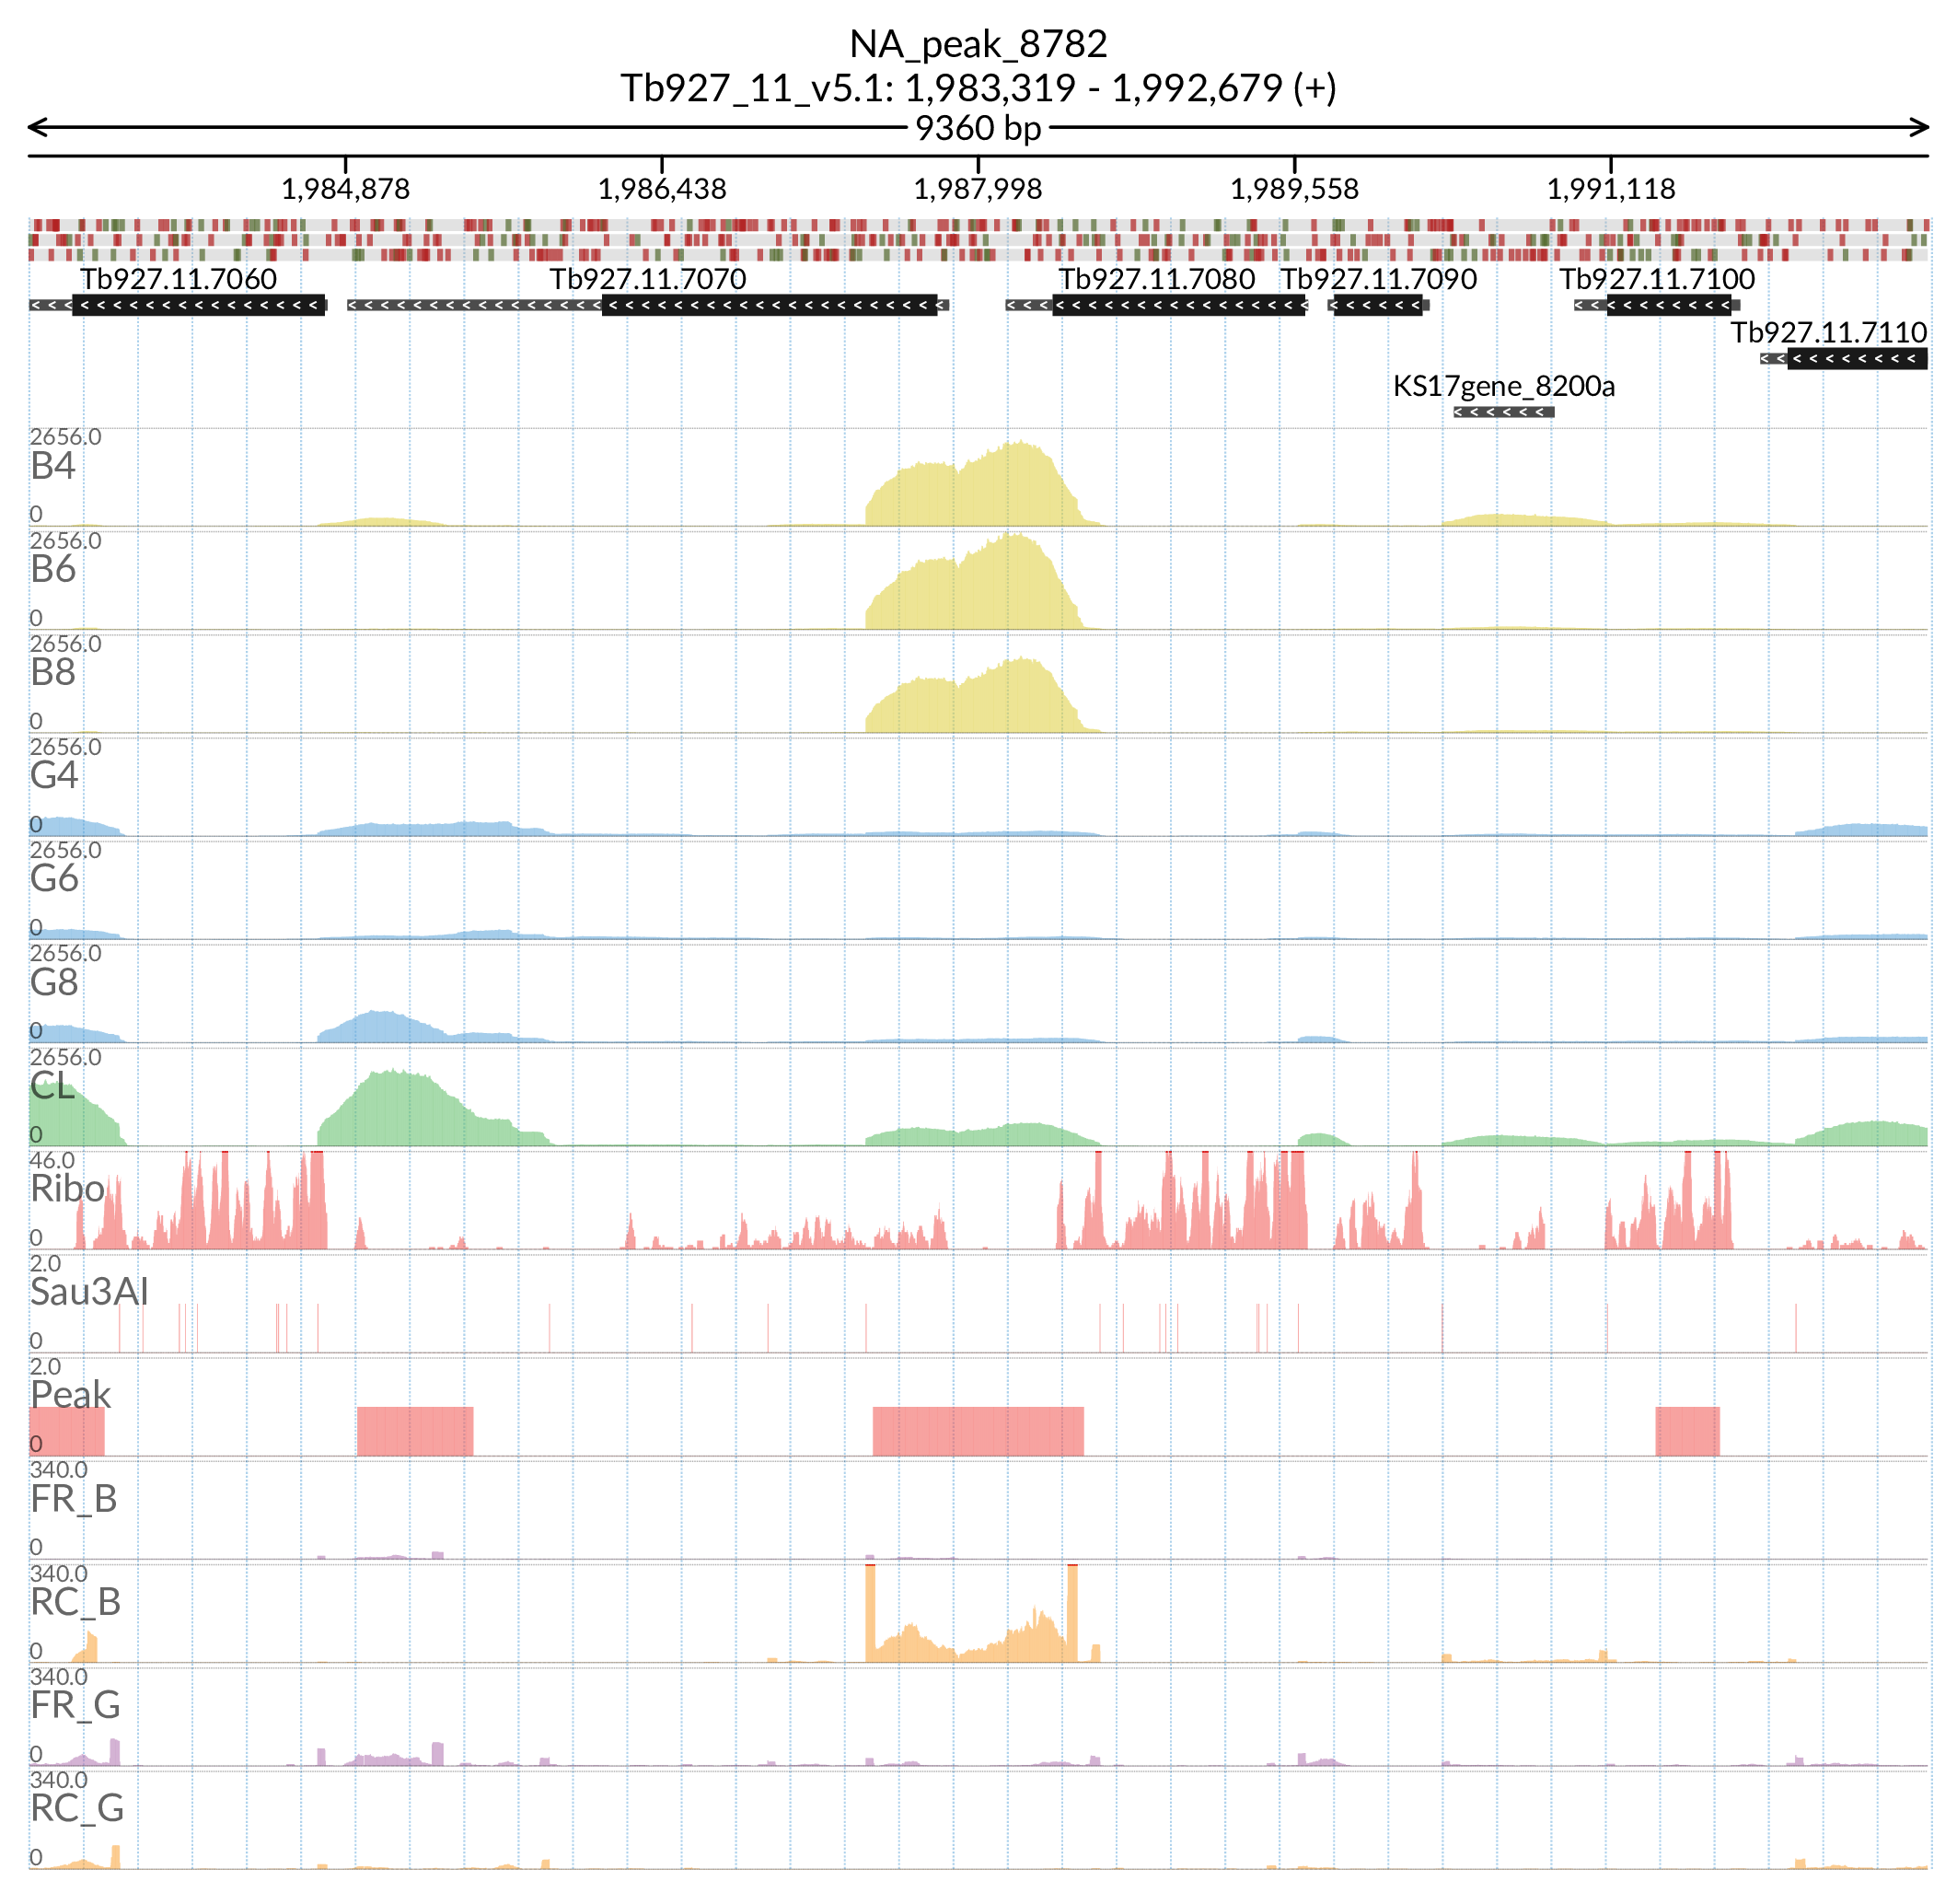 NA_peak_8782
Tb927_11_v5.1: 1,983,319 - 1,992,679 (+)
9360 bp
1,984,878 1,986,438 1,987,998 1,989,558 1,991,118
Tb927.11.7060 Tb927.11.7070 Tb927.11.7080 Tb927.11.7090 Tb927.11.7100
Tb927.11.7110
KS17gene_8200a
2656.0
B4
0
2656.0
B6
0
2656.0
B8
0
2656.0
G4
0
2656.0
G6
0
2656.0
G8
0
2656.0
CL
0
46.0
Ribo
0
2.0
Sau3AI
0
2.0
Peak
0
340.0
FR_B
0
340.0
RC_B
0
340.0
FR_G
0
340.0
RC_G
0